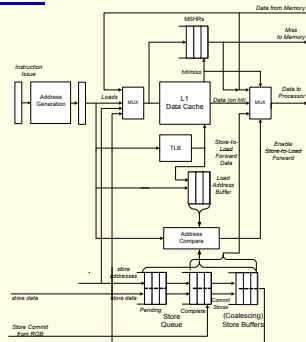 Data from Memory
MSHRs
Miss
to Memory
Instruction
Issue
hit/miss
Address
Generation
Loads
MUX
L1
Data Cache
Data (on hit)
MUX
Data to
Processor
TLB
Store-to-
Load
Forward
Data
Enable
Store-to-Load
Forward
Load
Address
Buffer
Address
Compare
store
addresses
store data
store data
Pending
Complete
Commit
Stores
Store
Queue
(Coalescing)
Store Buffers
Store Commit
from ROB